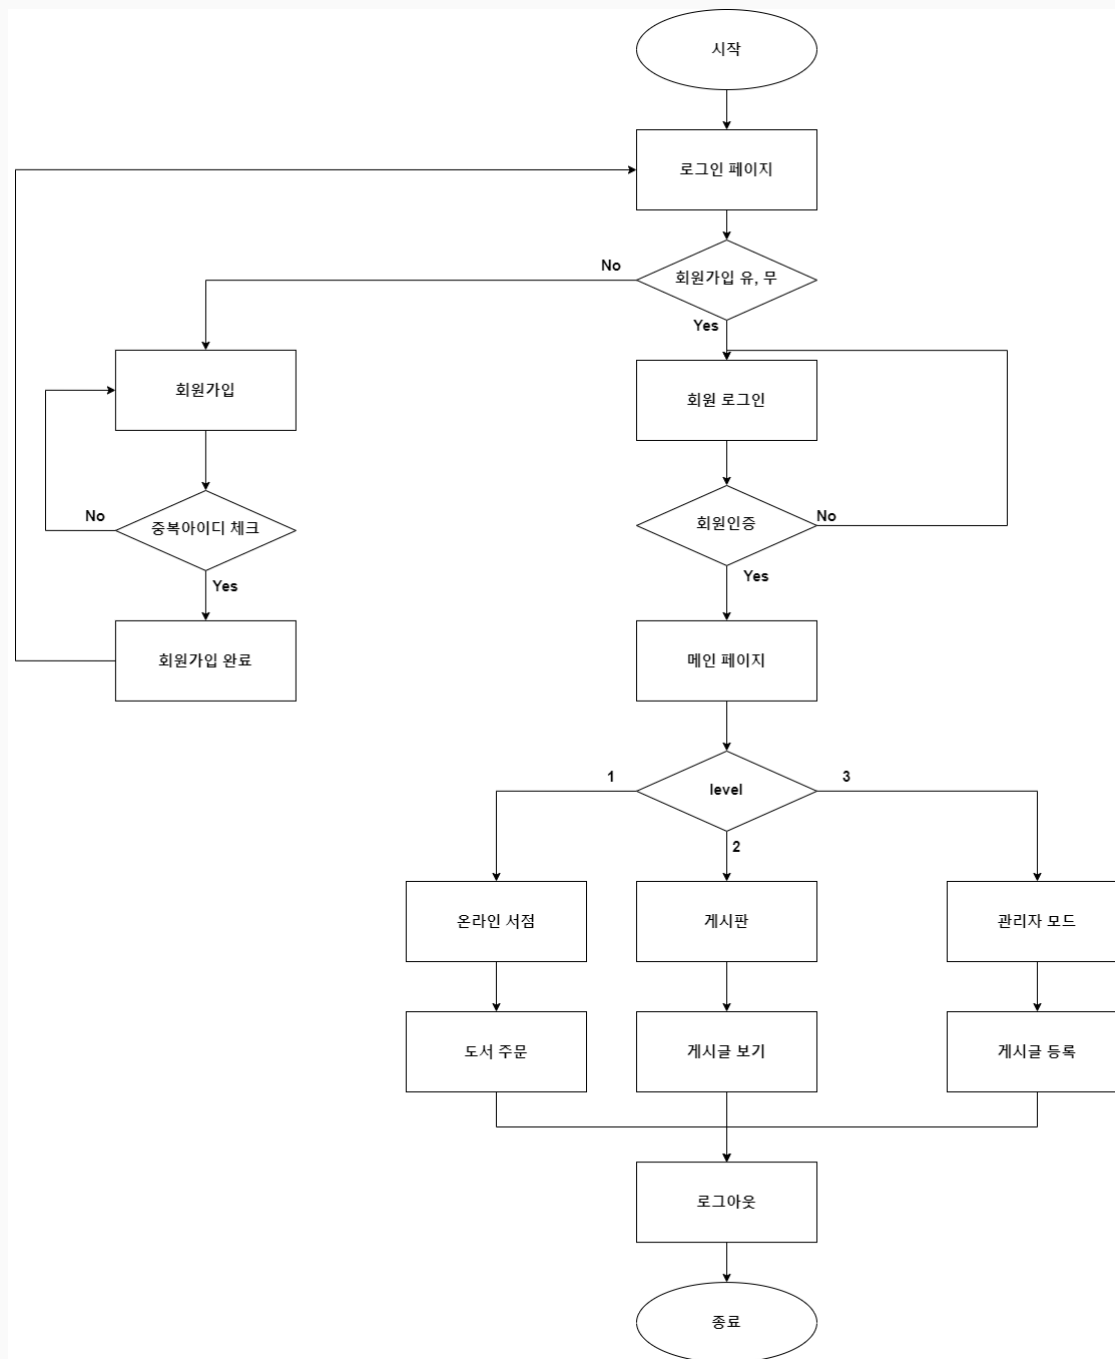 시작
로그인 페이지
회원가입 유, 무
No
Yes
회원가입
회원 로그인
중복아이디 체크
No
회원인증
No
Yes
Yes
회원가입 완료
메인 페이지
level
1
3
2
온라인 서점
게시판
관리자 모드
도서 주문
게시글 보기
게시글 등록
로그아웃
종료